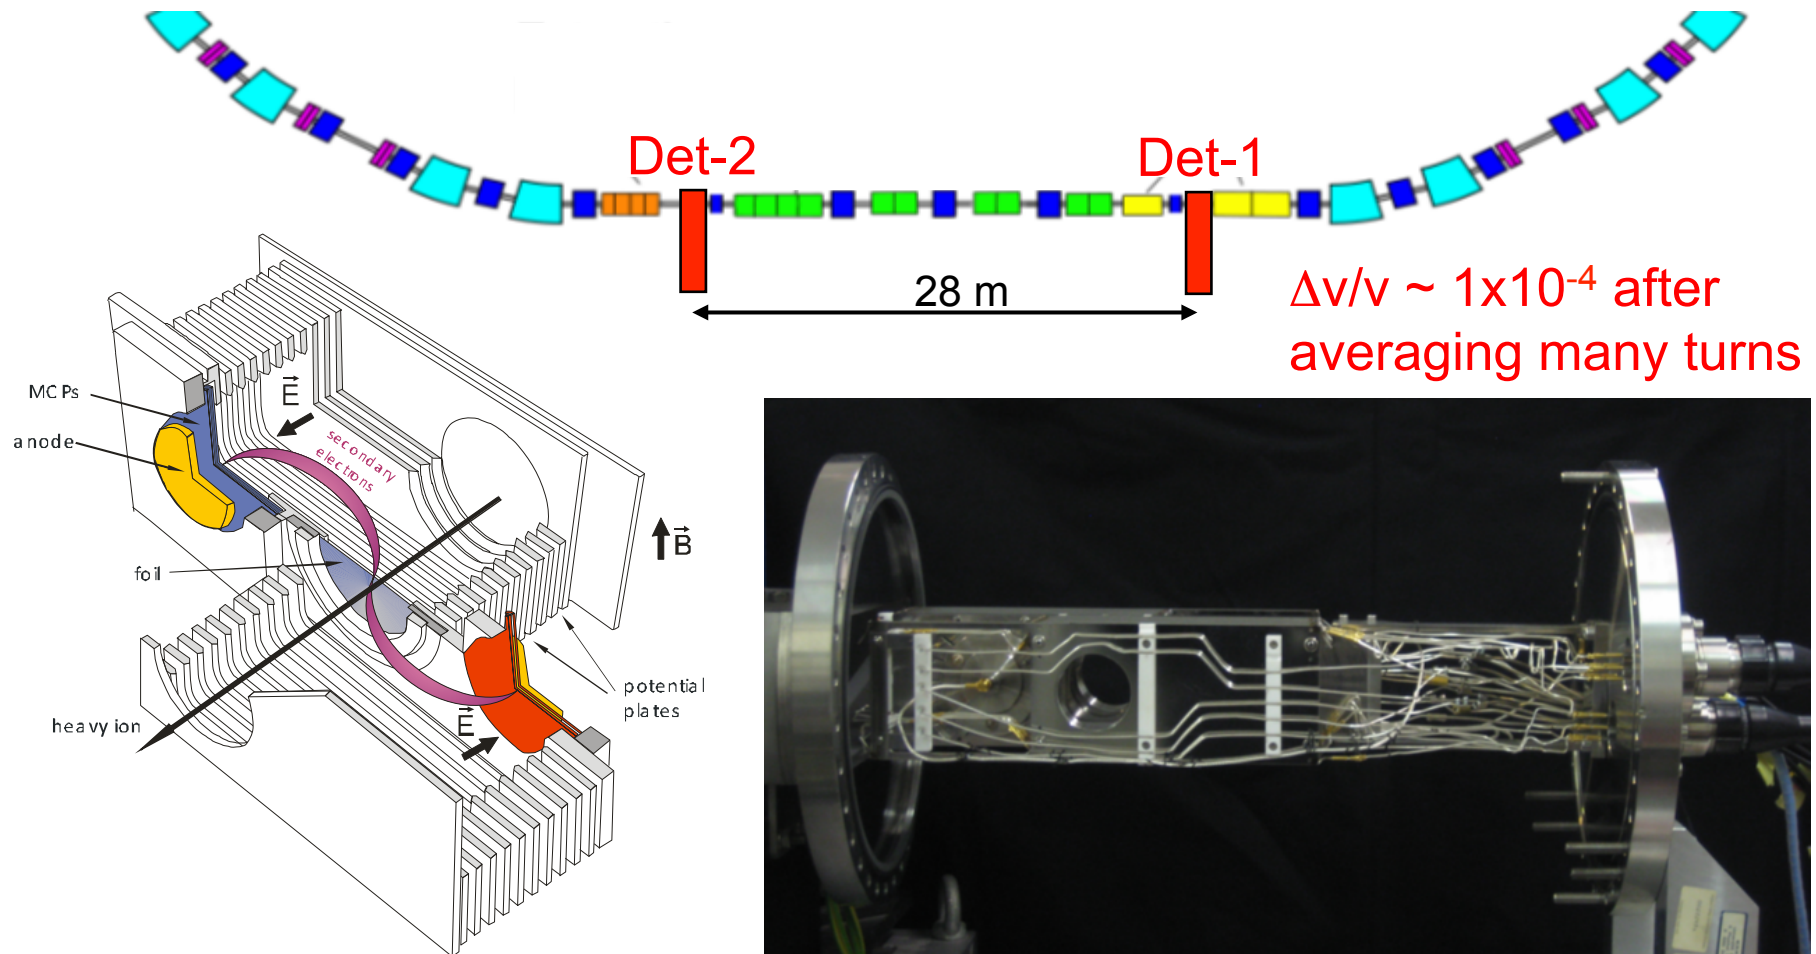 Det-2
Det-1
28 m
Δv/v ~ 1x10⁻⁴ after
averaging many turns
MCPs
anode
E⃗
secondary
electrons
B⃗
foil
potential
plates
heavy ion
E⃗